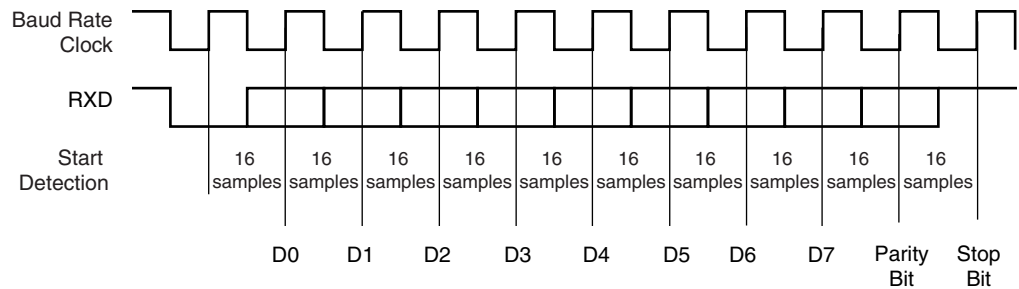 Baud Rate
Clock
RXD
Start
Detection
16 16 16 16 16 16 16 16 16 16
samples samples samples samples samples samples samples samples samples samples
D0 D1 D2 D3 D4 D5 D6 D7 Parity Stop
Bit Bit